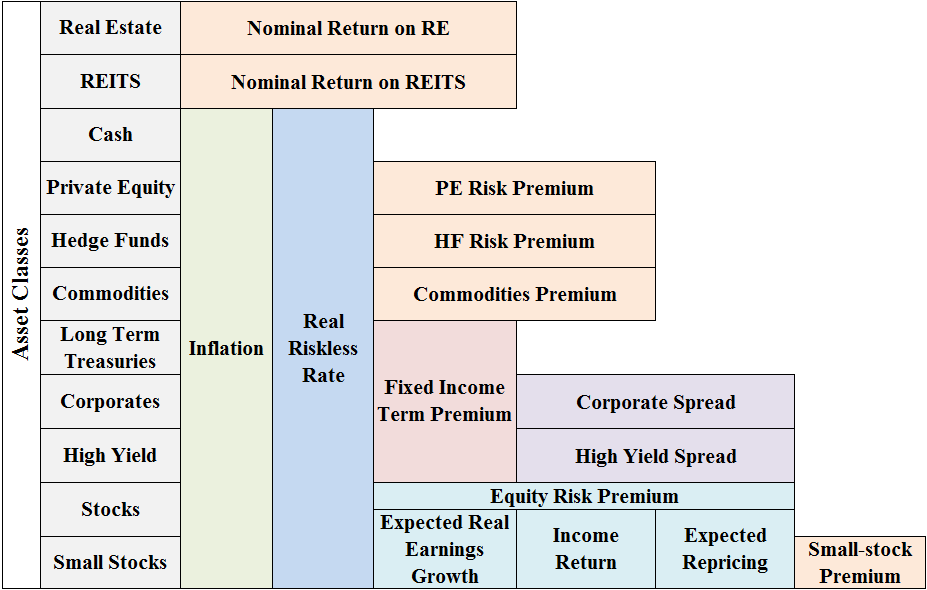 Asset Classes
Real Estate
Nominal Return on RE
REITS
Nominal Return on REITS
Cash
Private Equity
PE Risk Premium
Hedge Funds
HF Risk Premium
Commodities
Commodities Premium
Inflation
Real
Riskless
Rate
Long Term
Treasuries
Fixed Income
Term Premium
Corporates
Corporate Spread
High Yield
High Yield Spread
Stocks
Equity Risk Premium
Expected Real
Earnings
Growth
Income
Return
Expected
Repricing
Small Stocks
Small-stock
Premium